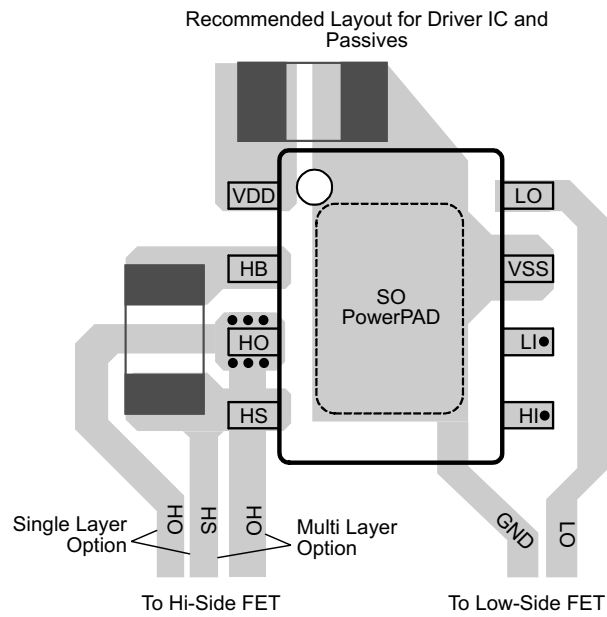 Recommended Layout for Driver IC and
Passives
VDD
LO
HB
VSS
SO
PowerPAD
HO
LI
HS
HI
HO
HS
HO
GND
LO
Single Layer
Option
Multi Layer
Option
To Hi-Side FET
To Low-Side FET